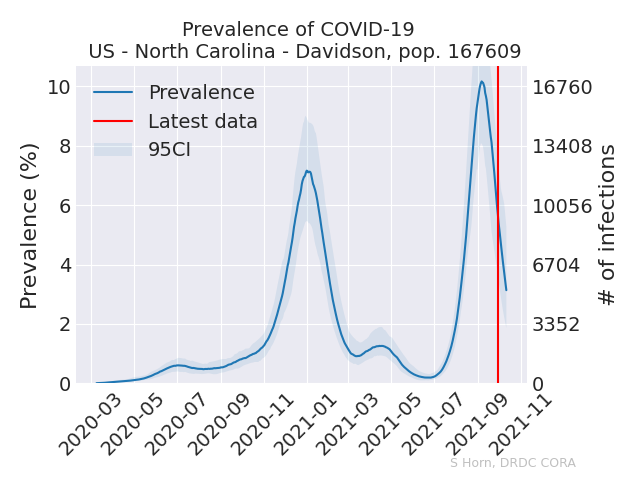 Prevalence of COVID-19
US - North Carolina - Davidson, pop. 167609
Prevalence
Latest data
95CI
Prevalence (%)
10
8
6
4
2
0
16760
13408
10056
6704
3352
0
# of infections
2020-03
2020-05
2020-07
2020-09
2020-11
2021-01
2021-03
2021-05
2021-07
2021-09
2021-11
S Horn, DRDC CORA